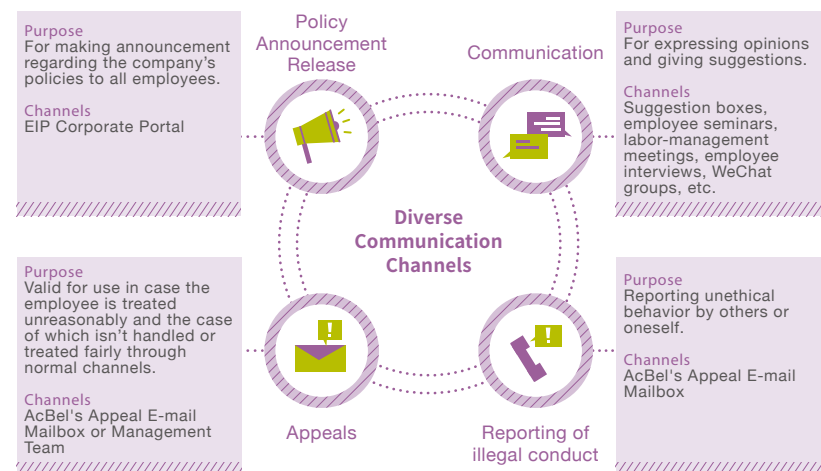 Purpose
For making announcement
regarding the company's
policies to all employees.
Channels
EIP Corporate Portal
Policy
Announcement
Release
Communication
Purpose
For expressing opinions
and giving suggestions.
Channels
Suggestion boxes,
employee seminars,
labor-management
meetings, employee
interviews, WeChat
groups, etc.
Diverse
Communication
Channels
Purpose
Valid for use in case the
employee is treated
unreasonably and the case
of which isn't handled or
treated fairly through
normal channels.
Channels
AcBel's Appeal E-mail
Mailbox or Management
Team
!
Appeals
!
Reporting of
illegal conduct
Purpose
Reporting unethical
behavior by others or
oneself.
Channels
AcBel's Appeal E-mail
Mailbox